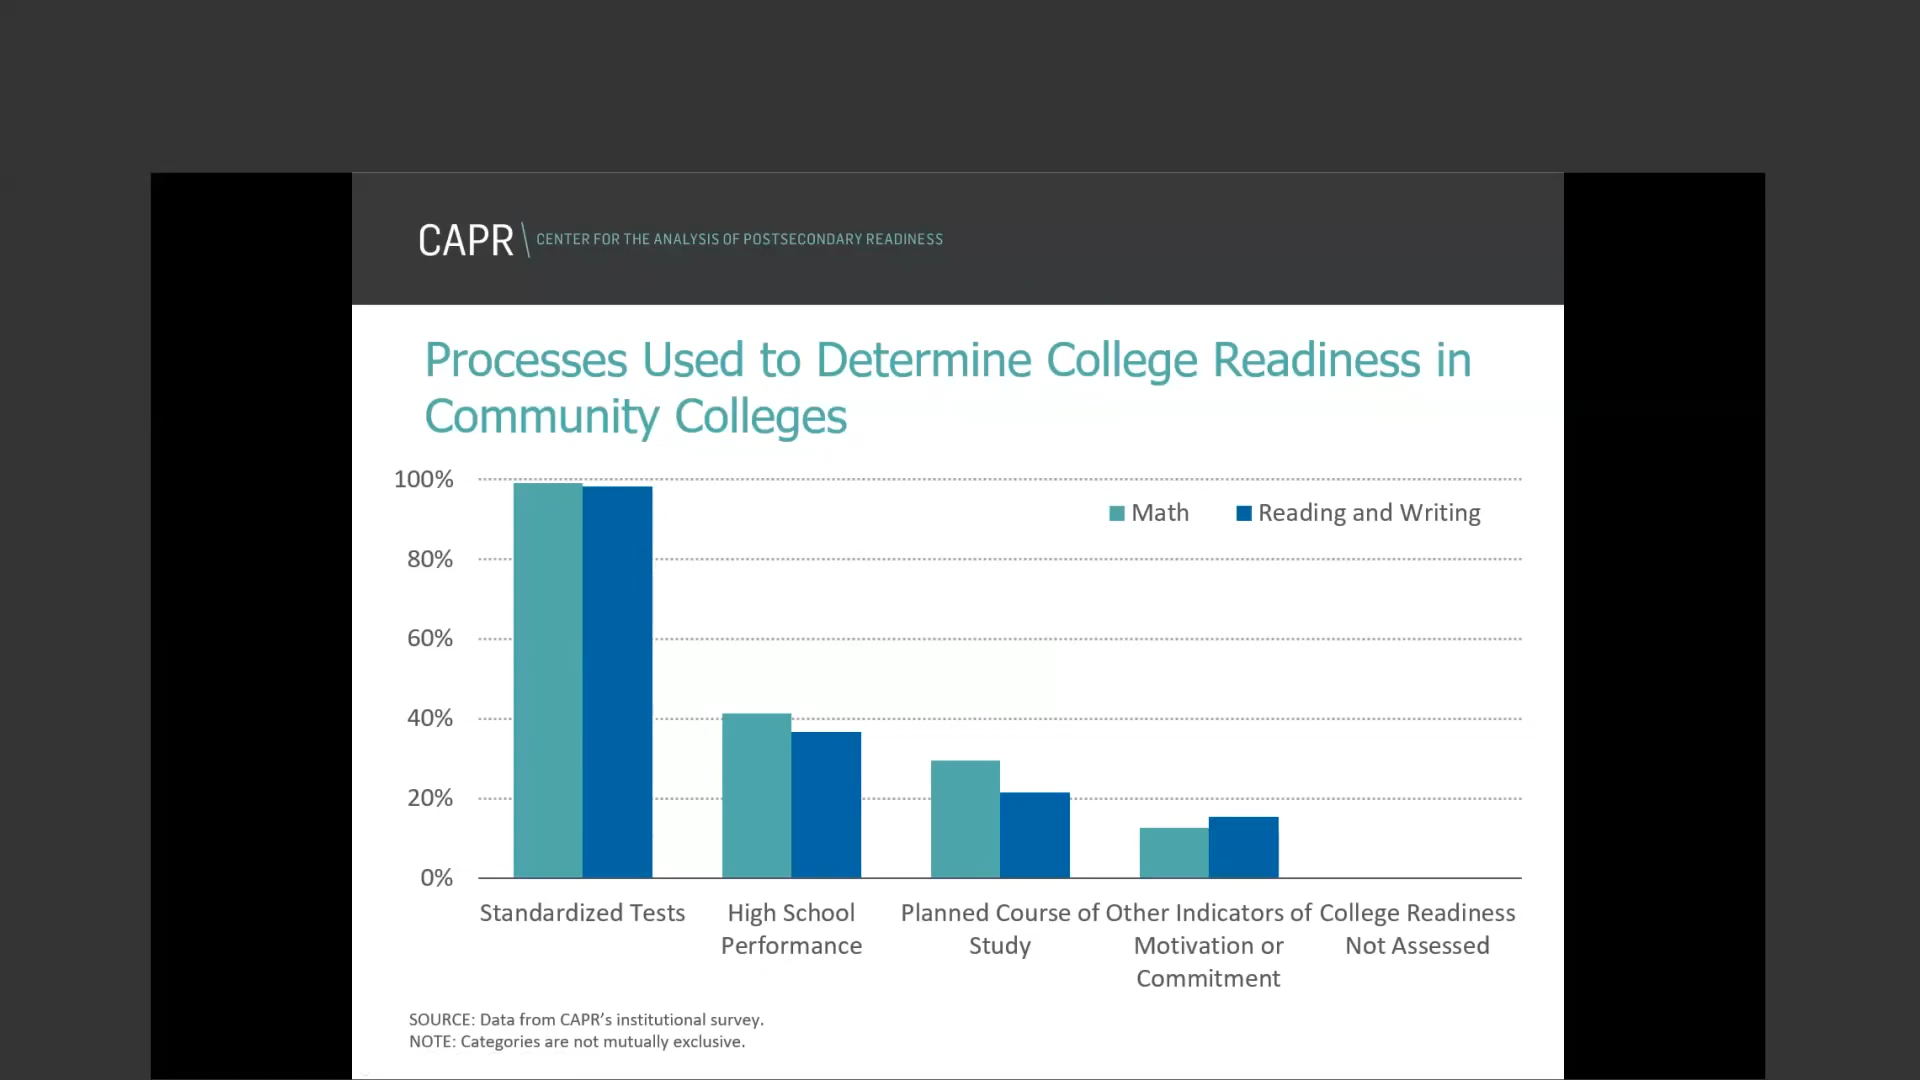 CAPR \ CENTER FOR THE ANALYSIS OF POSTSECONDARY READINESS
Processes Used to Determine College Readiness in
Community Colleges
100%
80%
60%
40%
20%
0%
Math
Reading and Writing
Standardized Tests
High School
Performance
Planned Course of
Study
Other Indicators of
Motivation or
Commitment
College Readiness
Not Assessed
SOURCE: Data from CAPR’s institutional survey.
NOTE: Categories are not mutually exclusive.